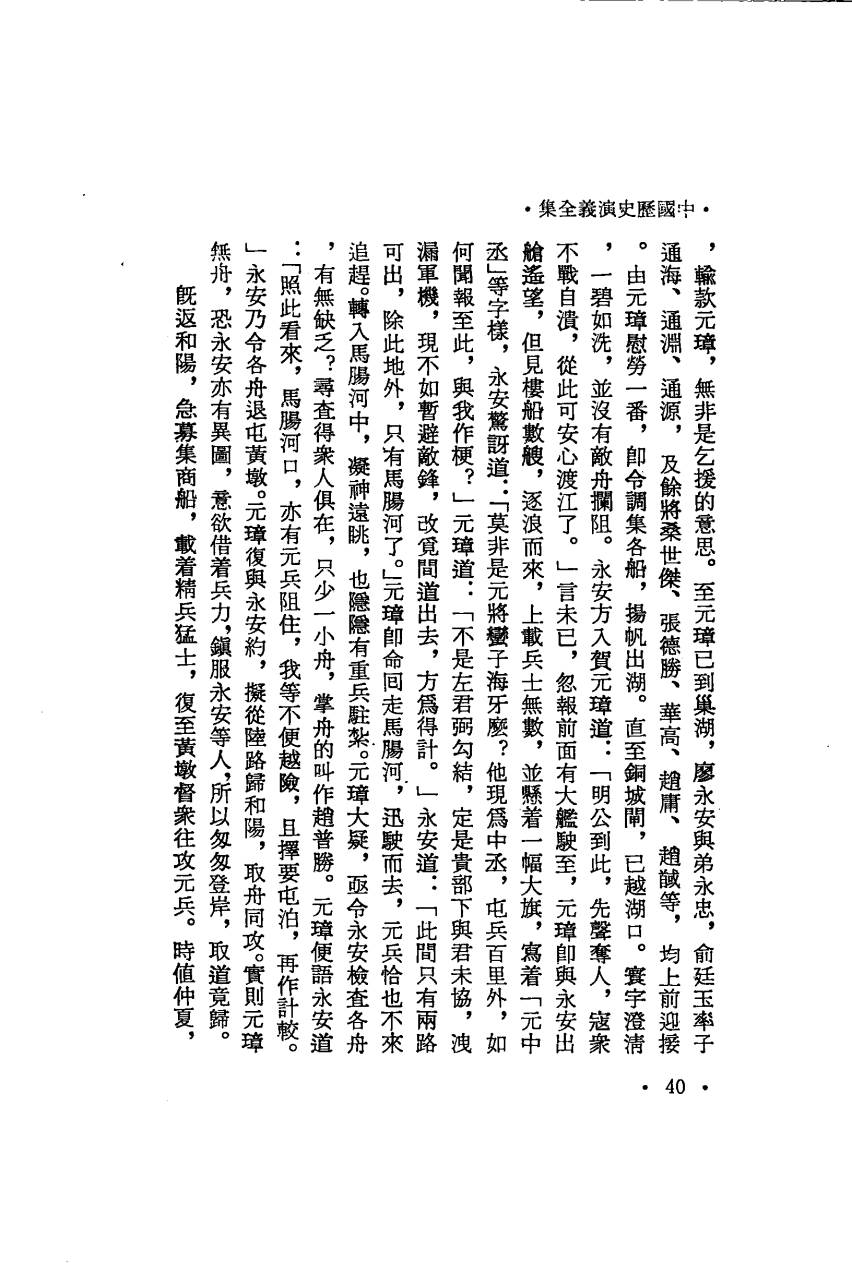 •中國歷史演義全集•
，輸款元璋，無非是乞援的意思。至元璋已到巢湖，廖永安與弟永忠，俞廷玉率子
通海、通淵、通源，及餘將桑世傑、張德勝、華高、趙庸、趙馘等，均上前迎接
。由元璋慰勞一番，卽令調集各船，揚帆出湖。直至銅城閘，已越湖口。寰宇澄清
，一碧如洗，並沒有敵舟攔阻。永安方入賀元璋道：「明公到此，先聲奪人，寇衆
不戰自潰，從此可安心渡江了。」言未已，忽報前面有大艦駛至，元璋卽與永安出
艙遙望，但見樓船數艘，逐浪而來，上載兵士無數，並懸着一幅大旗，寫着「元中
丞」等字樣，永安驚訝道：「莫非是元將蠻子海牙麽？他現爲中丞，屯兵百里外，如
何聞報至此，與我作梗？」元璋道：「不是左君弼勾結，定是貴部下與君未協，洩
漏軍機，現不如暫避敵鋒，改覓間道出去，方爲得計。」永安道：「此間只有兩路
可出，除此地外，只有馬腸河了。」元璋卽命回走馬腸河，迅駛而去，元兵恰也不來
追趕。轉入馬腸河中，凝神遠眺，也隱隱有重兵駐紮。元璋大疑，亟令永安檢查各舟
，有無缺乏？尋查得衆人俱在，只少一小舟，掌舟的叫作趙普勝。元璋便語永安道
：「照此看來，馬腸河口，亦有元兵阻住，我等不便越險，且擇要屯泊，再作計較。
」永安乃令各舟退屯黃墩。元璋復與永安約，擬從陸路歸和陽，取舟同攻。實則元璋
無舟，恐永安亦有異圖，意欲借着兵力，鎭服永安等人，所以匆匆登岸，取道竟歸。
既返和陽，急募集商船，載着精兵猛士，復至黃墩督衆往攻元兵。時值仲夏，
• 40 •